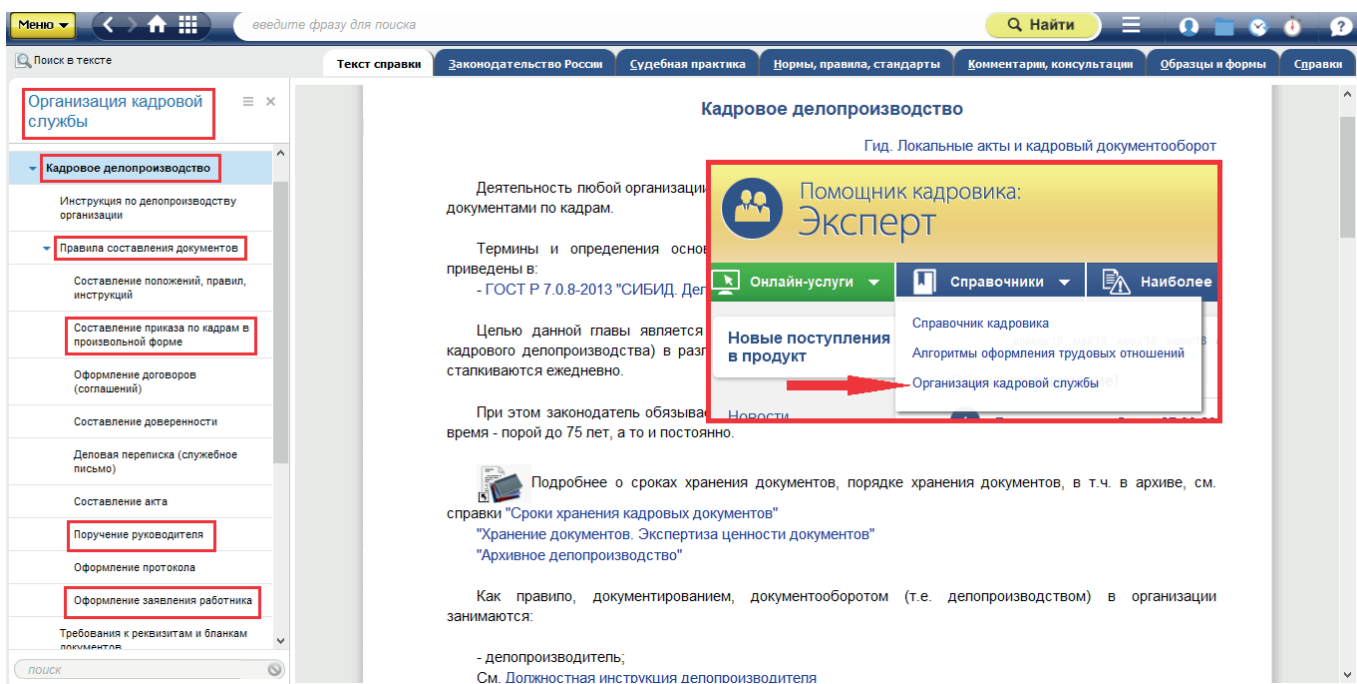 Меню
введите фразу для поиска
Найти
?
Поиск в тексте
Текст справки
Законодательство России
Судебная практика
Нормы, правила, стандарты
Комментарии, консультации
Образцы и формы
Справки
Организация кадровой
службы
Кадровое делопроизводство
Инструкция по делопроизводству
организации
Правила составления документов
Составление положений, правил,
инструкций
Составление приказа по кадрам в
произвольной форме
Оформление договоров
(соглашений)
Составление доверенности
Деловая переписка (служебное
письмо)
Составление акта
Поручение руководителя
Оформление протокола
Оформление заявления работника
Требования к реквизитам и бланкам
документов
поиск
Кадровое делопроизводство
Гид. Локальные акты и кадровый документооборот
Деятельность любой организации
документами по кадрам.
Термины и определения
приведены в:
- ГОСТ Р 7.0.8-2013 "СИБИД.
Целью данной главы является
кадрового делопроизводства) в
сталкиваются ежедневно.
При этом законодатель
время - порой до 75 лет, а то и постоянно.
Подробнее о сроках хранения документов, порядке хранения документов, в т.ч. в архиве, см.
справки "Сроки хранения кадровых документов"
"Хранение документов. Экспертиза ценности документов"
"Архивное делопроизводство"
Как правило, документированием, документооборотом (т.е. делопроизводством) в организации
занимаются:
- делопроизводитель;
См. Должностная инструкция делопроизводителя
Помощник кадровика:
Эксперт
Онлайн-услуги
Справочники
Наиболее
Новые поступления
в продукт
Справочник кадровика
Алгоритмы оформления трудовых отношений
Организация кадровой службы
Новости